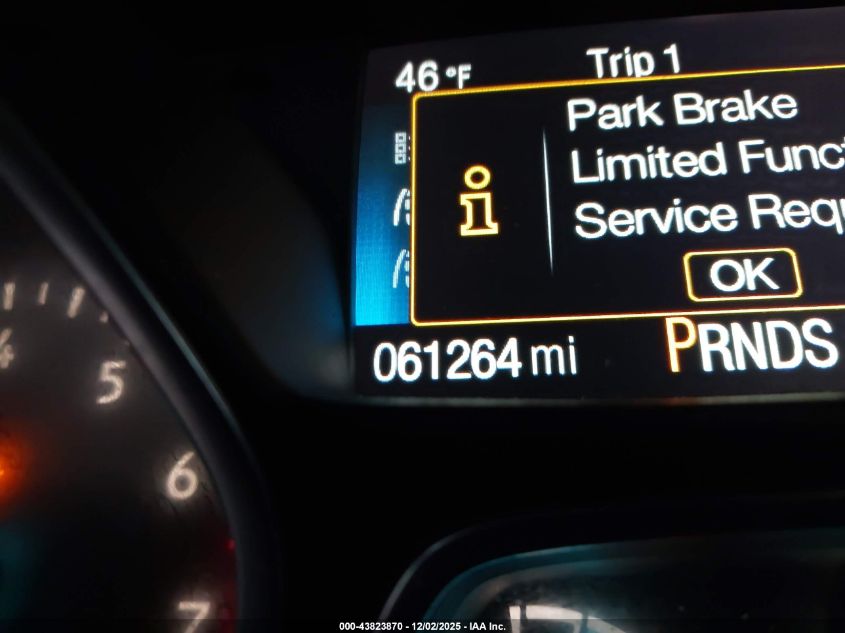 46 °F
Trip 1
Park Brake
Limited Funct
Service Requ
i
OK
061264 mi
PRNDS
5
6
7
000-43823870 - 12/02/2025 - IAA Inc.